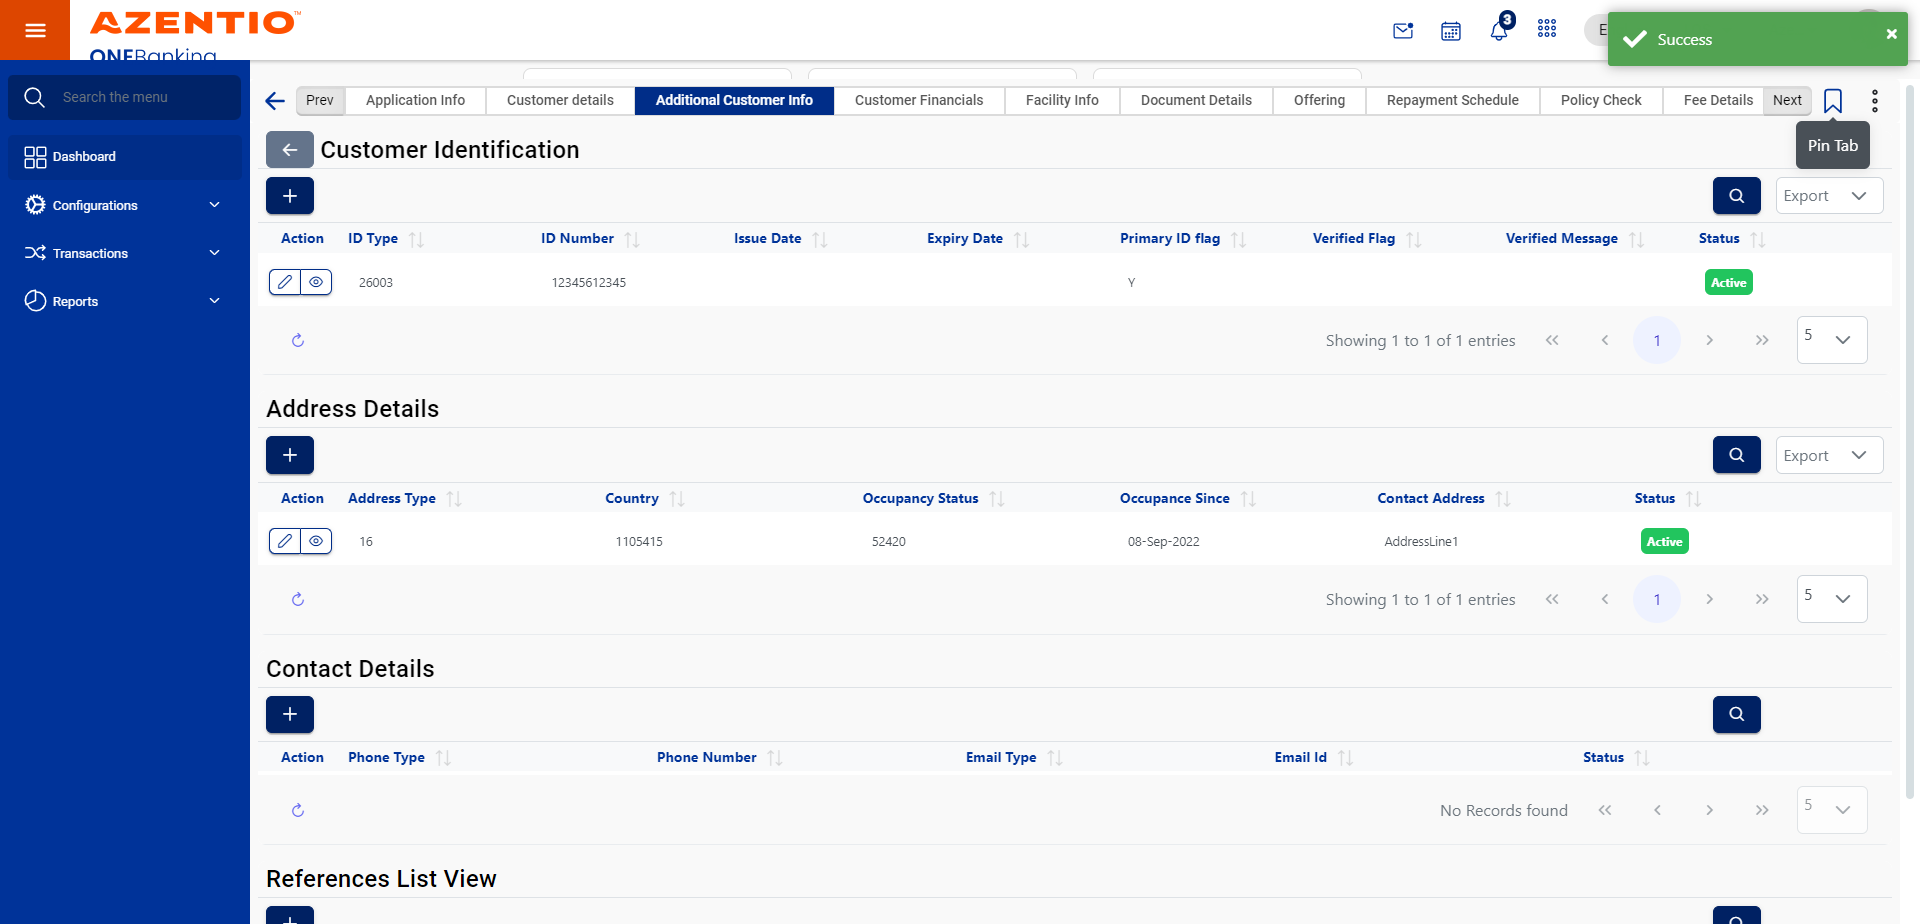 AZENTIO™
ONEBanking
3
E
Success
Search the menu
Dashboard
Configurations
Transactions
Reports
Prev
Application Info
Customer details
Additional Customer Info
Customer Financials
Facility Info
Document Details
Offering
Repayment Schedule
Policy Check
Fee Details
Next
Pin Tab
Customer Identification
Export
Action ID Type ID Number Issue Date Expiry Date Primary ID flag Verified Flag Verified Message Status
26003 12345612345 Y Active
Showing 1 to 1 of 1 entries 1 5
Address Details
Export
Action Address Type Country Occupancy Status Occupance Since Contact Address Status
16 1105415 52420 08-Sep-2022 AddressLine1 Active
Showing 1 to 1 of 1 entries 1 5
Contact Details
Action Phone Type Phone Number Email Type Email Id Status
No Records found 5
References List View